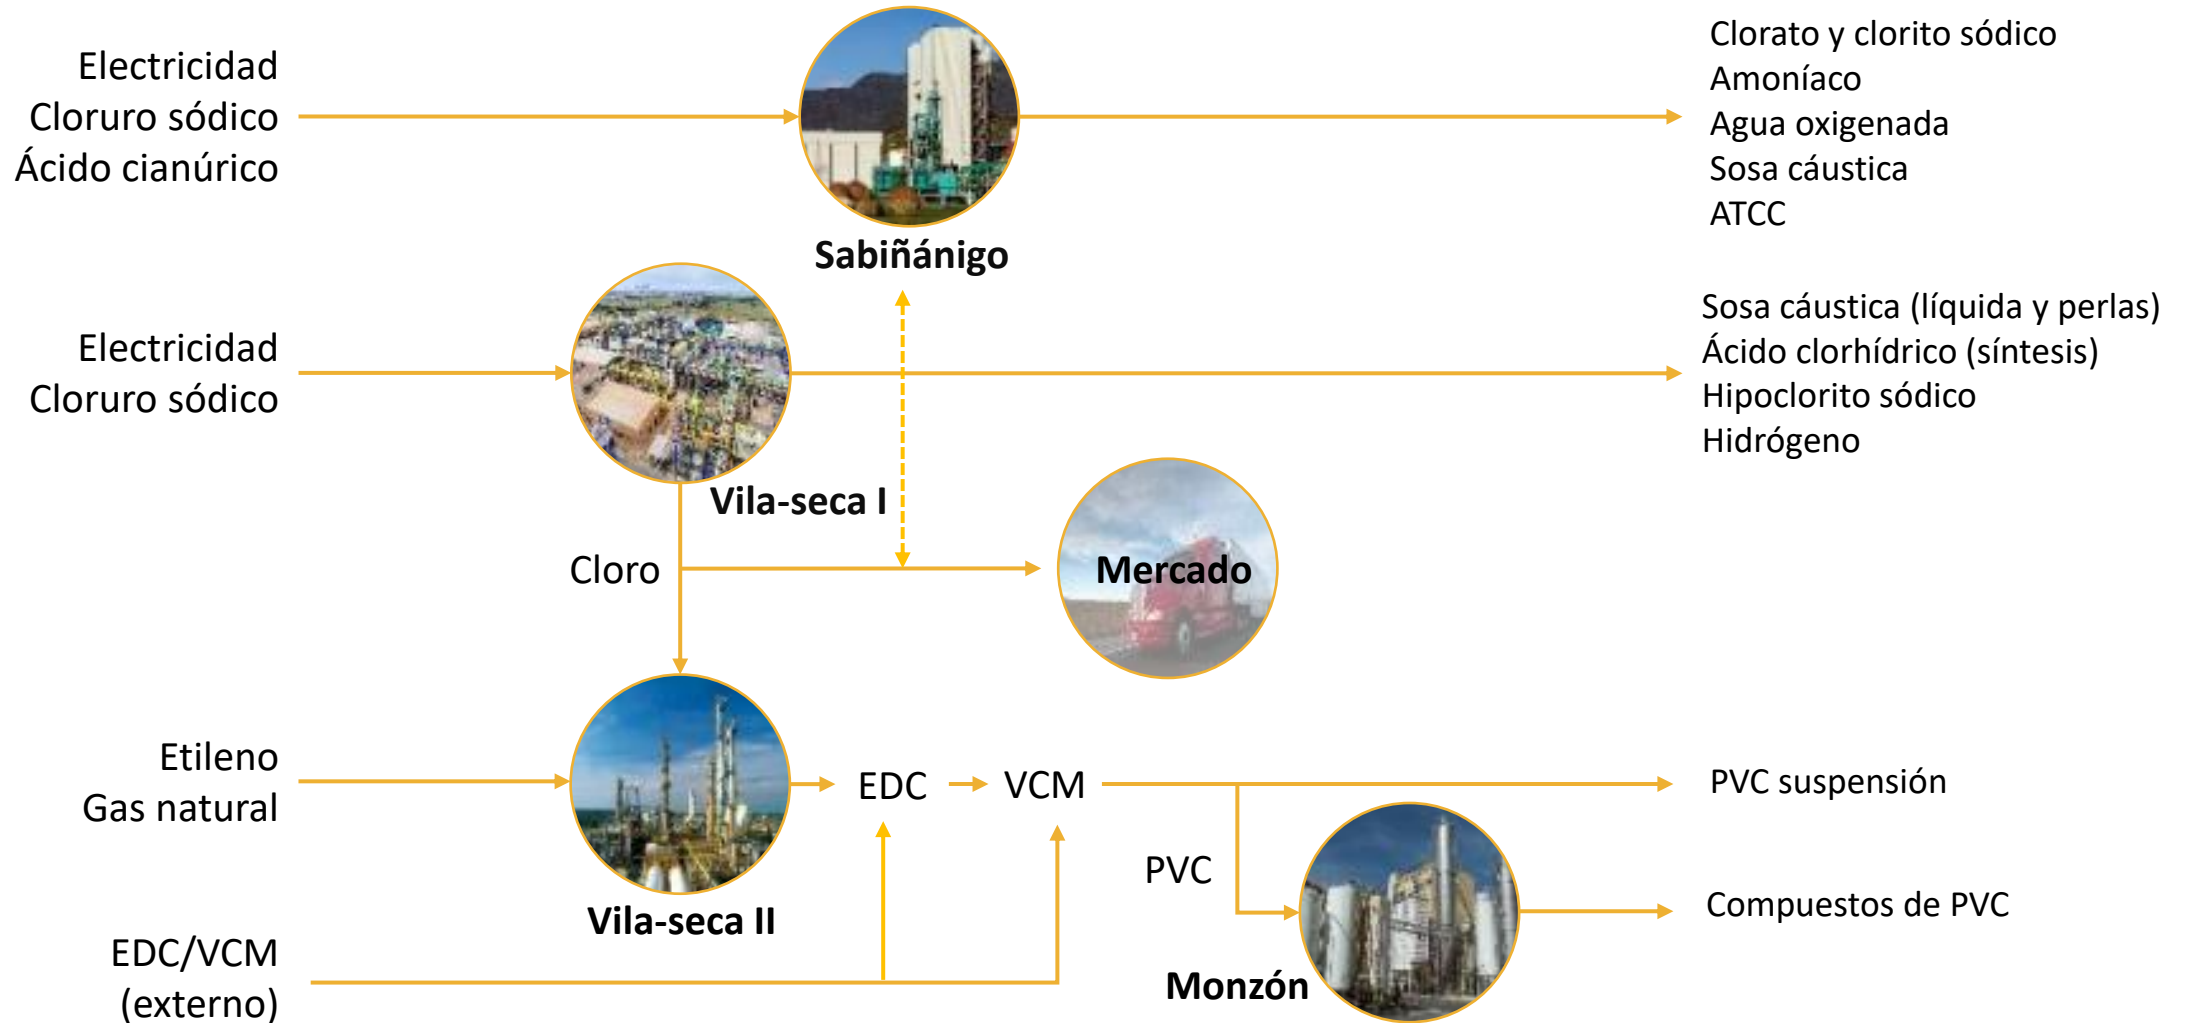 Electricidad
Cloruro sódico
Ácido cianúrico
Sabiñánigo
Clorato y clorito sódico
Amoníaco
Agua oxigenada
Sosa cáustica
ATCC
Electricidad
Cloruro sódico
Vila-seca I
Sosa cáustica (líquida y perlas)
Ácido clorhídrico (síntesis)
Hipoclorito sódico
Hidrógeno
Cloro
Mercado
Etileno
Gas natural
Vila-seca II
EDC
VCM
PVC suspensión
PVC
Monzón
Compuestos de PVC
EDC/VCM
(externo)